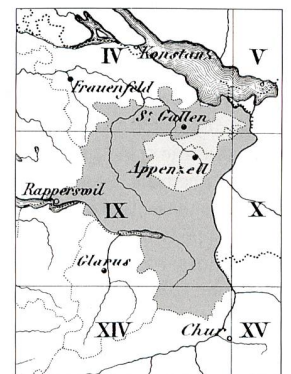 IV
Konstanz
V
Frauenfeld
St. Gallen
Appenzell
Rapperswil
IX
X
Glarus
XIV
Chur
XV